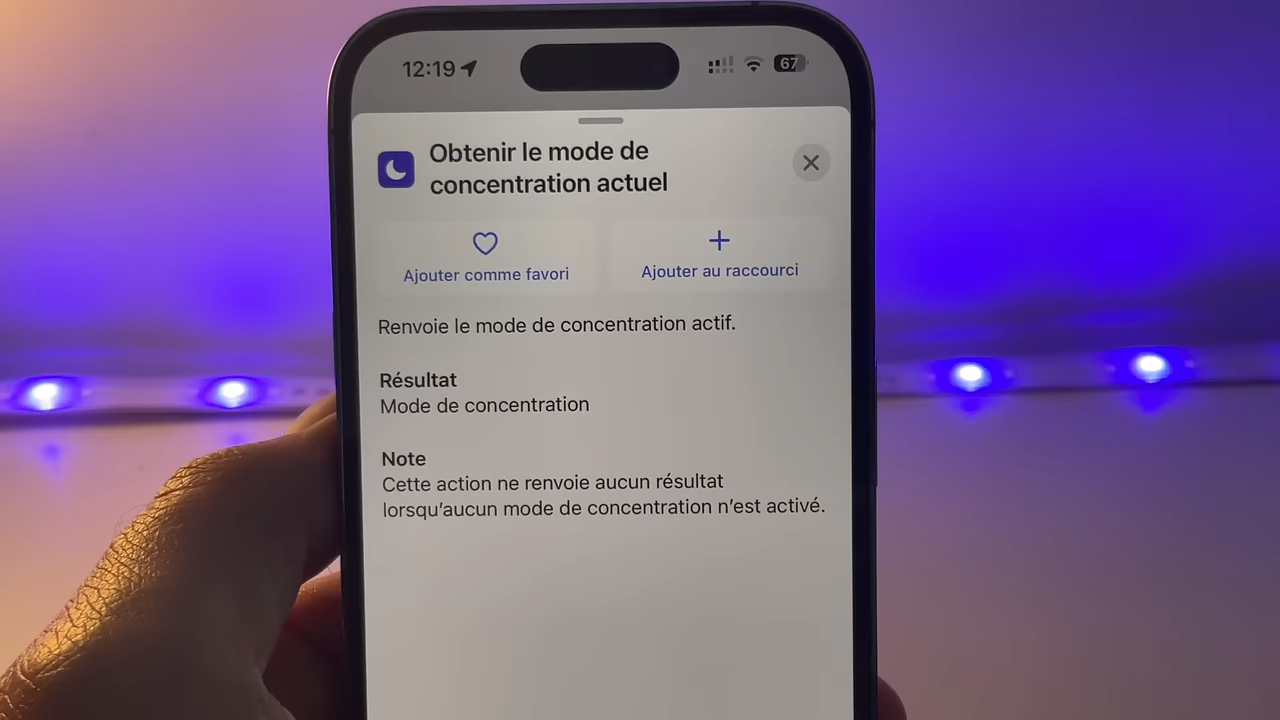 12:19
67
Obtenir le mode de
concentration actuel
Ajouter comme favori
Ajouter au raccourci
Renvoie le mode de concentration actif.
Résultat
Mode de concentration
Note
Cette action ne renvoie aucun résultat
lorsqu’aucun mode de concentration n’est activé.